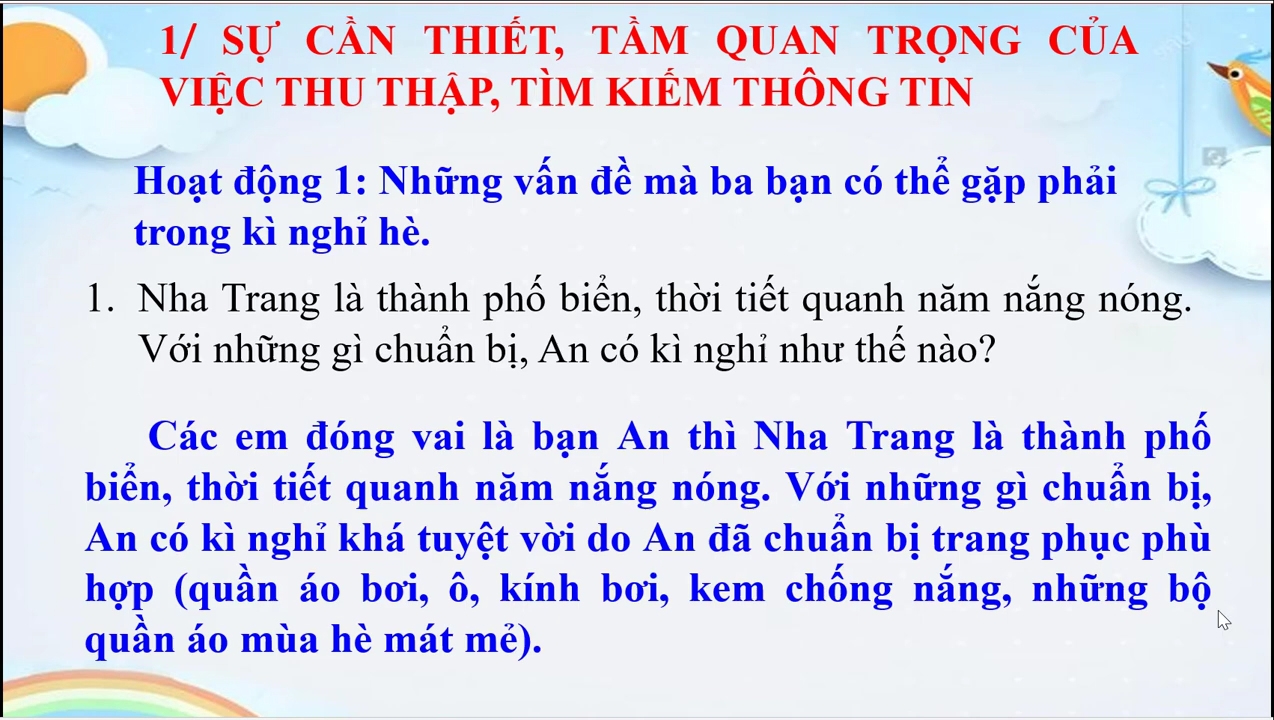 1/ SỰ CẦN THIẾT, TẦM QUAN TRỌNG CỦA
VIỆC THU THẬP, TÌM KIẾM THÔNG TIN
Hoạt động 1: Những vấn đề mà ba bạn có thể gặp phải
trong kì nghỉ hè.
1. Nha Trang là thành phố biển, thời tiết quanh năm nắng nóng.
Với những gì chuẩn bị, An có kì nghỉ như thế nào?
Các em đóng vai là bạn An thì Nha Trang là thành phố
biển, thời tiết quanh năm nắng nóng. Với những gì chuẩn bị,
An có kì nghỉ khá tuyệt vời do An đã chuẩn bị trang phục phù
hợp (quần áo bơi, ô, kính bơi, kem chống nắng, những bộ
quần áo mùa hè mát mẻ).